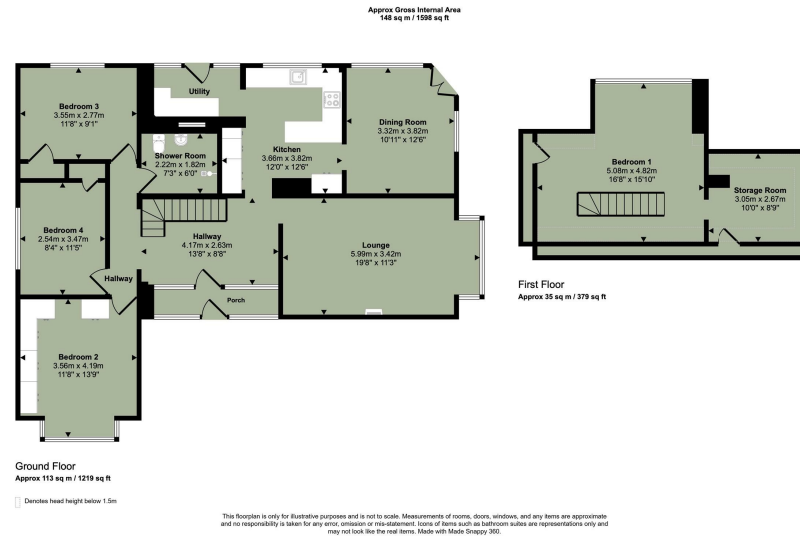 Approx Gross Internal Area
148 sq m / 1598 sq ft
Utility
Bedroom 3
3.55m x 2.77m
11'8" x 9'1"
Dining Room
3.32m x 3.82m
10'11" x 12'6"
Kitchen
3.66m x 3.82m
12'0" x 12'6"
Shower Room
2.22m x 1.82m
7'3" x 6'0"
Bedroom 1
5.08m x 4.82m
16'8" x 15'10"
Storage Room
3.05m x 2.67m
10'0" x 8'9"
Bedroom 4
2.54m x 3.47m
8'4" x 11'5"
Hallway
4.17m x 2.63m
13'8" x 8'8"
Lounge
5.99m x 3.42m
19'8" x 11'3"
Hallway
Porch
First Floor
Approx 35 sq m / 379 sq ft
Bedroom 2
3.56m x 4.19m
11'8" x 13'9"
Ground Floor
Approx 113 sq m / 1219 sq ft
Denotes head height below 1.5m
This floorplan is only for illustrative purposes and is not to scale. Measurements of rooms, doors, windows, and any items are approximate
and no responsibility is taken for any error, omission or mis-statement. Icons of items such as bathroom suites are representations only and
may not look like the real items. Made with Made Snappy 360.